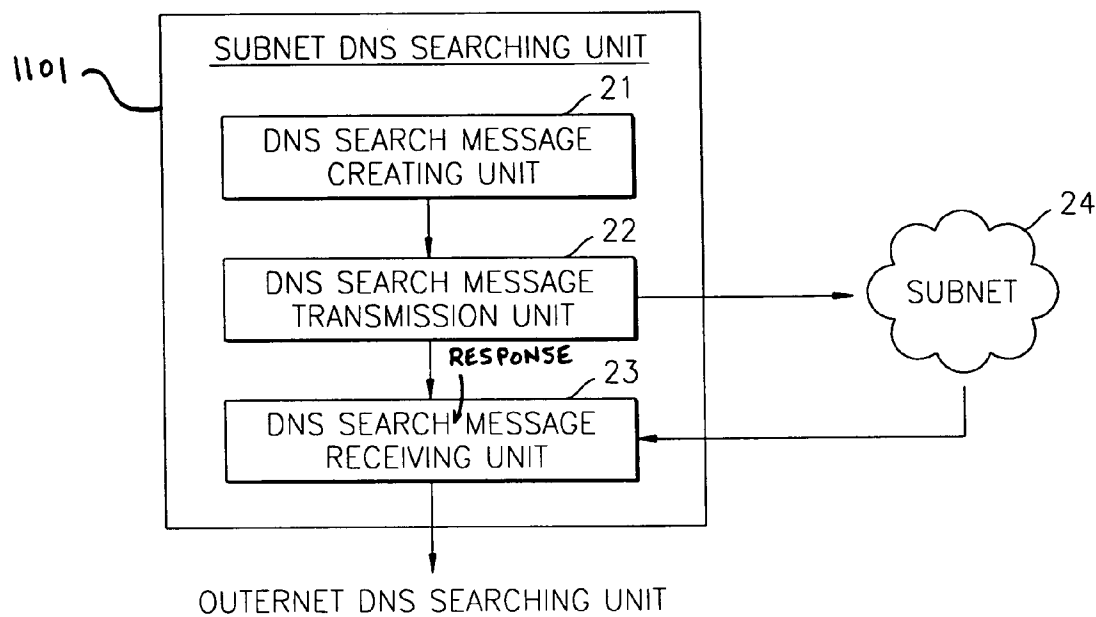 1101
SUBNET DNS SEARCHING UNIT
21
DNS SEARCH MESSAGE
CREATING UNIT
22
DNS SEARCH MESSAGE
TRANSMISSION UNIT
24
SUBNET
RESPONSE
23
DNS SEARCH MESSAGE
RECEIVING UNIT
OUTERNET DNS SEARCHING UNIT